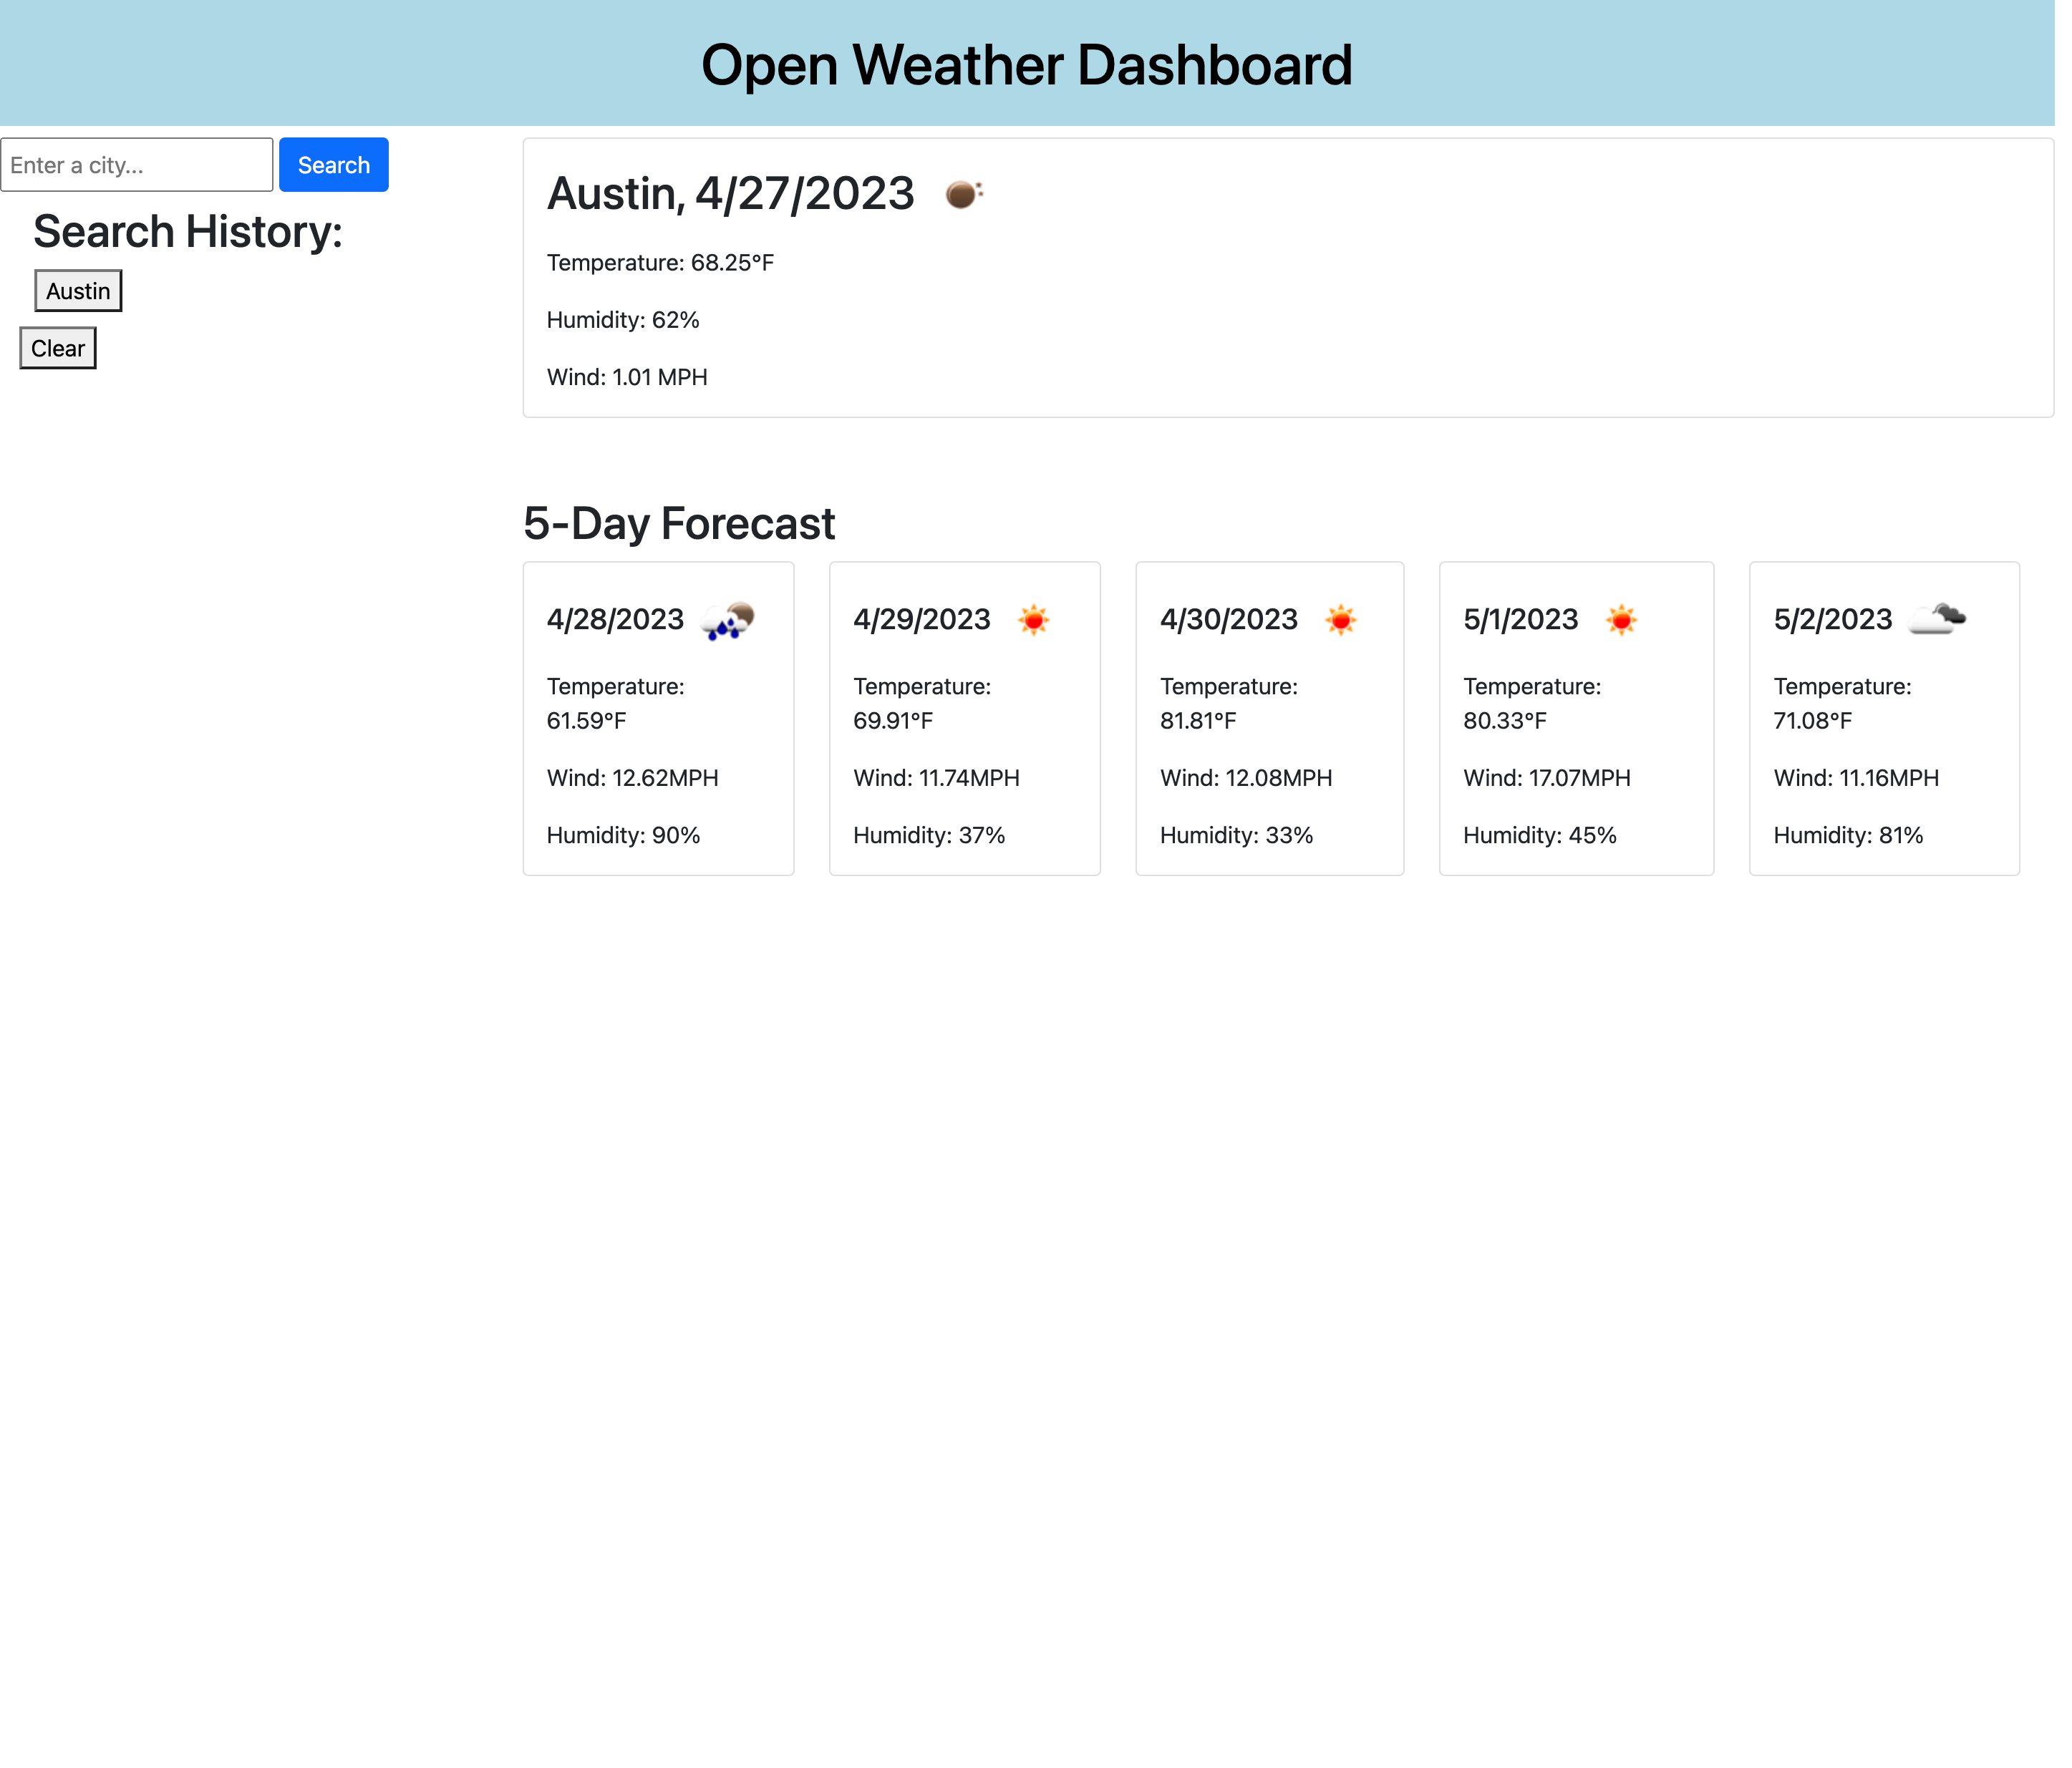 Open Weather Dashboard
Enter a city...
Search
Search History:
Austin
Clear
Austin, 4/27/2023
Temperature: 68.25°F
Humidity: 62%
Wind: 1.01 MPH
5-Day Forecast
4/28/2023
Temperature:
61.59°F
Wind: 12.62MPH
Humidity: 90%
4/29/2023
Temperature:
69.91°F
Wind: 11.74MPH
Humidity: 37%
4/30/2023
Temperature:
81.81°F
Wind: 12.08MPH
Humidity: 33%
5/1/2023
Temperature:
80.33°F
Wind: 17.07MPH
Humidity: 45%
5/2/2023
Temperature:
71.08°F
Wind: 11.16MPH
Humidity: 81%